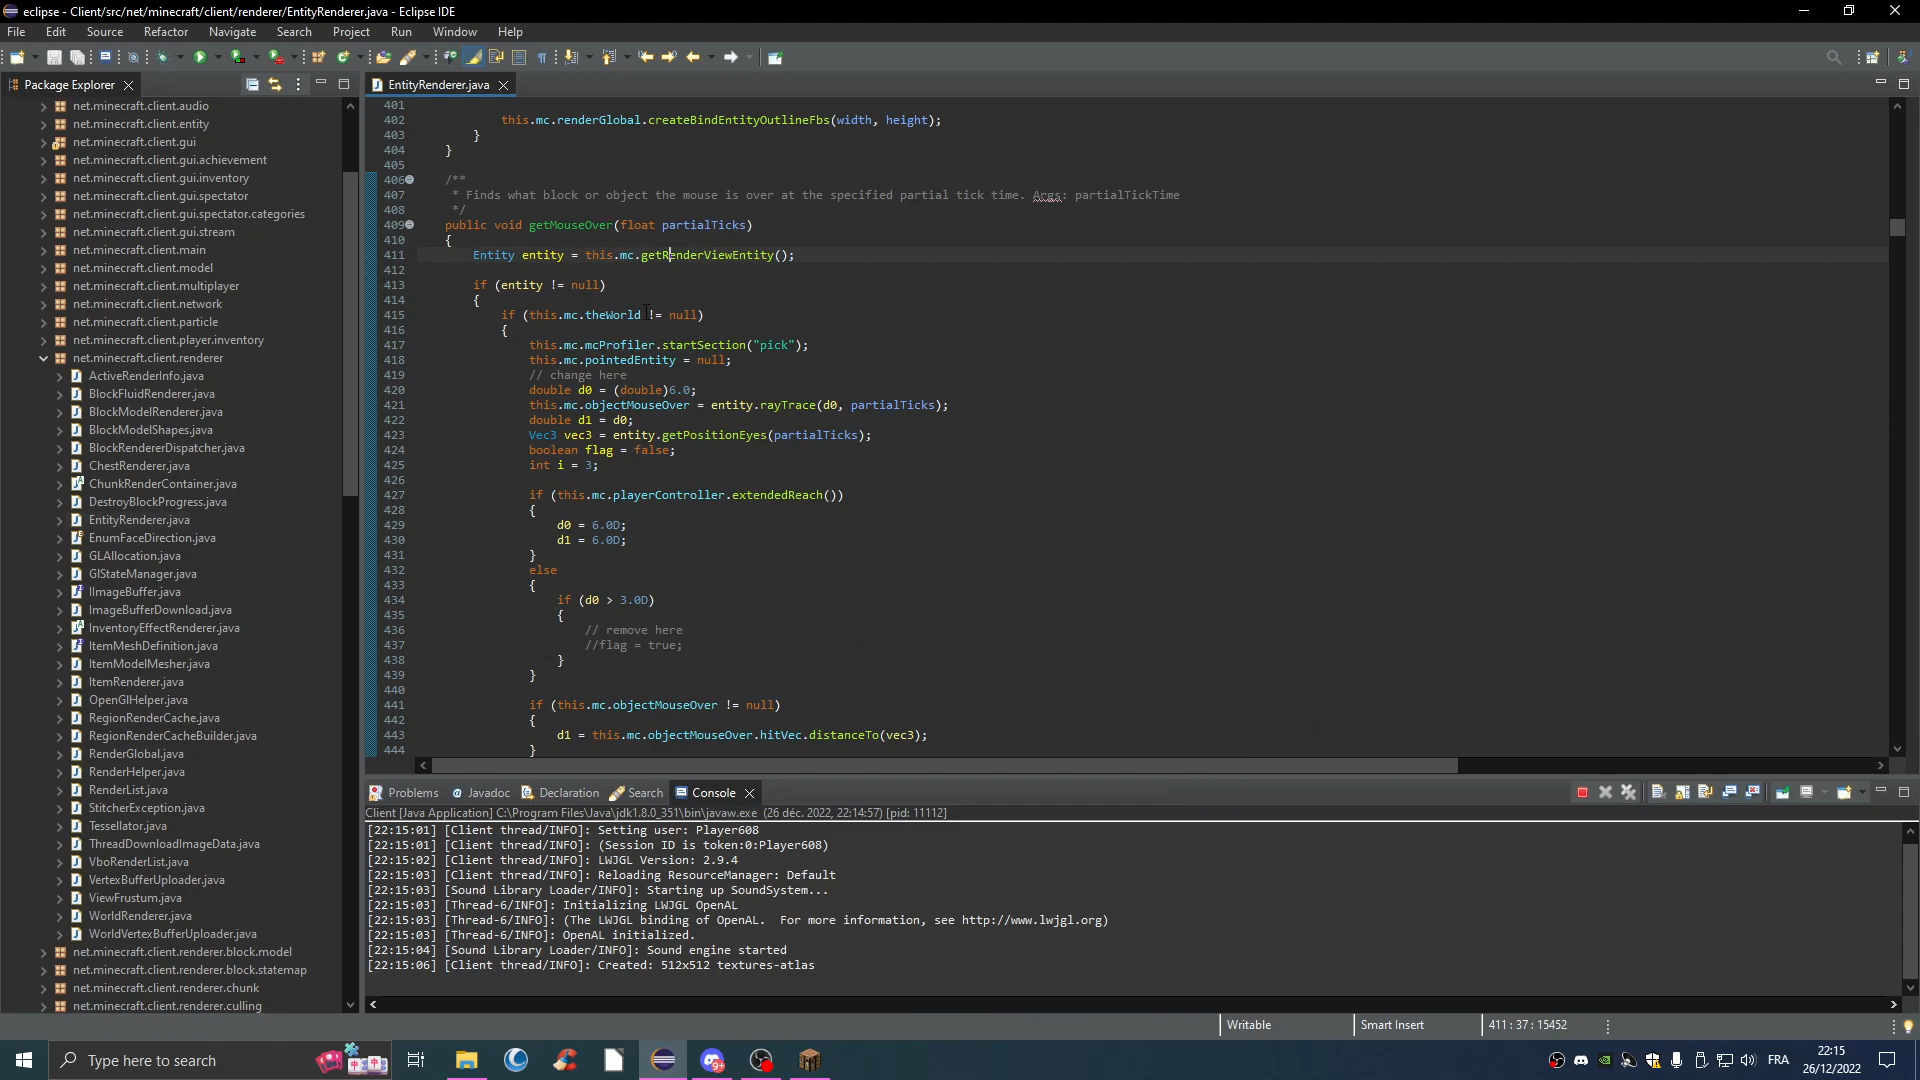 eclipse - Client/src/net/minecraft/client/renderer/EntityRenderer.java - Eclipse IDE
File Edit Source Refactor Navigate Search Project Run Window Help
Package Explorer
EntityRenderer.java
net.minecraft.client.audio
net.minecraft.client.entity
net.minecraft.client.gui
net.minecraft.client.gui.achievement
net.minecraft.client.gui.inventory
net.minecraft.client.gui.spectator
net.minecraft.client.gui.spectator.categories
net.minecraft.client.gui.stream
net.minecraft.client.main
net.minecraft.client.model
net.minecraft.client.multiplayer
net.minecraft.client.network
net.minecraft.client.particle
net.minecraft.client.player.inventory
net.minecraft.client.renderer
ActiveRenderInfo.java
BlockFluidRenderer.java
BlockModelRenderer.java
BlockModelShapes.java
BlockRendererDispatcher.java
ChestRenderer.java
ChunkRenderContainer.java
DestroyBlockProgress.java
EntityRenderer.java
EnumFaceDirection.java
GLAllocation.java
GlStateManager.java
IImageBuffer.java
ImageBufferDownload.java
InventoryEffectRenderer.java
ItemMeshDefinition.java
ItemModelMesher.java
ItemRenderer.java
OpenGlHelper.java
RegionRenderCache.java
RegionRenderCacheBuilder.java
RenderGlobal.java
RenderHelper.java
RenderList.java
StitcherException.java
Tessellator.java
ThreadDownloadImageData.java
VboRenderList.java
VertexBufferUploader.java
ViewFrustum.java
WorldRenderer.java
WorldVertexBufferUploader.java
net.minecraft.client.renderer.block.model
net.minecraft.client.renderer.block.statemap
net.minecraft.client.renderer.chunk
net.minecraft.client.renderer.culling
401
402 this.mc.renderGlobal.createBindEntityOutlineFbs(width, height);
403 }
404 }
405
406 /**
407 * Finds what block or object the mouse is over at the specified partial tick time. Args: partialTickTime
408 */
409 public void getMouseOver(float partialTicks)
410 {
411 Entity entity = this.mc.getRenderViewEntity();
412
413 if (entity != null)
414 {
415 if (this.mc.theWorld != null)
416 {
417 this.mc.mcProfiler.startSection("pick");
418 this.mc.pointedEntity = null;
419 // change here
420 double d0 = (double)6.0;
421 this.mc.objectMouseOver = entity.rayTrace(d0, partialTicks);
422 double d1 = d0;
423 Vec3 vec3 = entity.getPositionEyes(partialTicks);
424 boolean flag = false;
425 int i = 3;
426
427 if (this.mc.playerController.extendedReach())
428 {
429 d0 = 6.0D;
430 d1 = 6.0D;
431 }
432 else
433 {
434 if (d0 > 3.0D)
435 {
436 // remove here
437 //flag = true;
438 }
439 }
440
441 if (this.mc.objectMouseOver != null)
442 {
443 d1 = this.mc.objectMouseOver.hitVec.distanceTo(vec3);
444 }
Problems Javadoc Declaration Search Console
Client [Java Application] C:\Program Files\Java\jdk1.8.0_351\bin\javaw.exe (26 déc. 2022, 22:14:57) [pid: 11112]
[22:15:01] [Client thread/INFO]: Setting user: Player608
[22:15:01] [Client thread/INFO]: (Session ID is token:0:Player608)
[22:15:02] [Client thread/INFO]: LWJGL Version: 2.9.4
[22:15:03] [Client thread/INFO]: Reloading ResourceManager: Default
[22:15:03] [Sound Library Loader/INFO]: Starting up SoundSystem...
[22:15:03] [Thread-6/INFO]: Initializing LWJGL OpenAL
[22:15:03] [Thread-6/INFO]: (The LWJGL binding of OpenAL.  For more information, see http://www.lwjgl.org)
[22:15:03] [Thread-6/INFO]: OpenAL initialized.
[22:15:04] [Sound Library Loader/INFO]: Sound engine started
[22:15:06] [Client thread/INFO]: Created: 512x512 textures-atlas
Writable Smart Insert 411 : 37 : 15452
Type here to search
FRA
22:15
26/12/2022